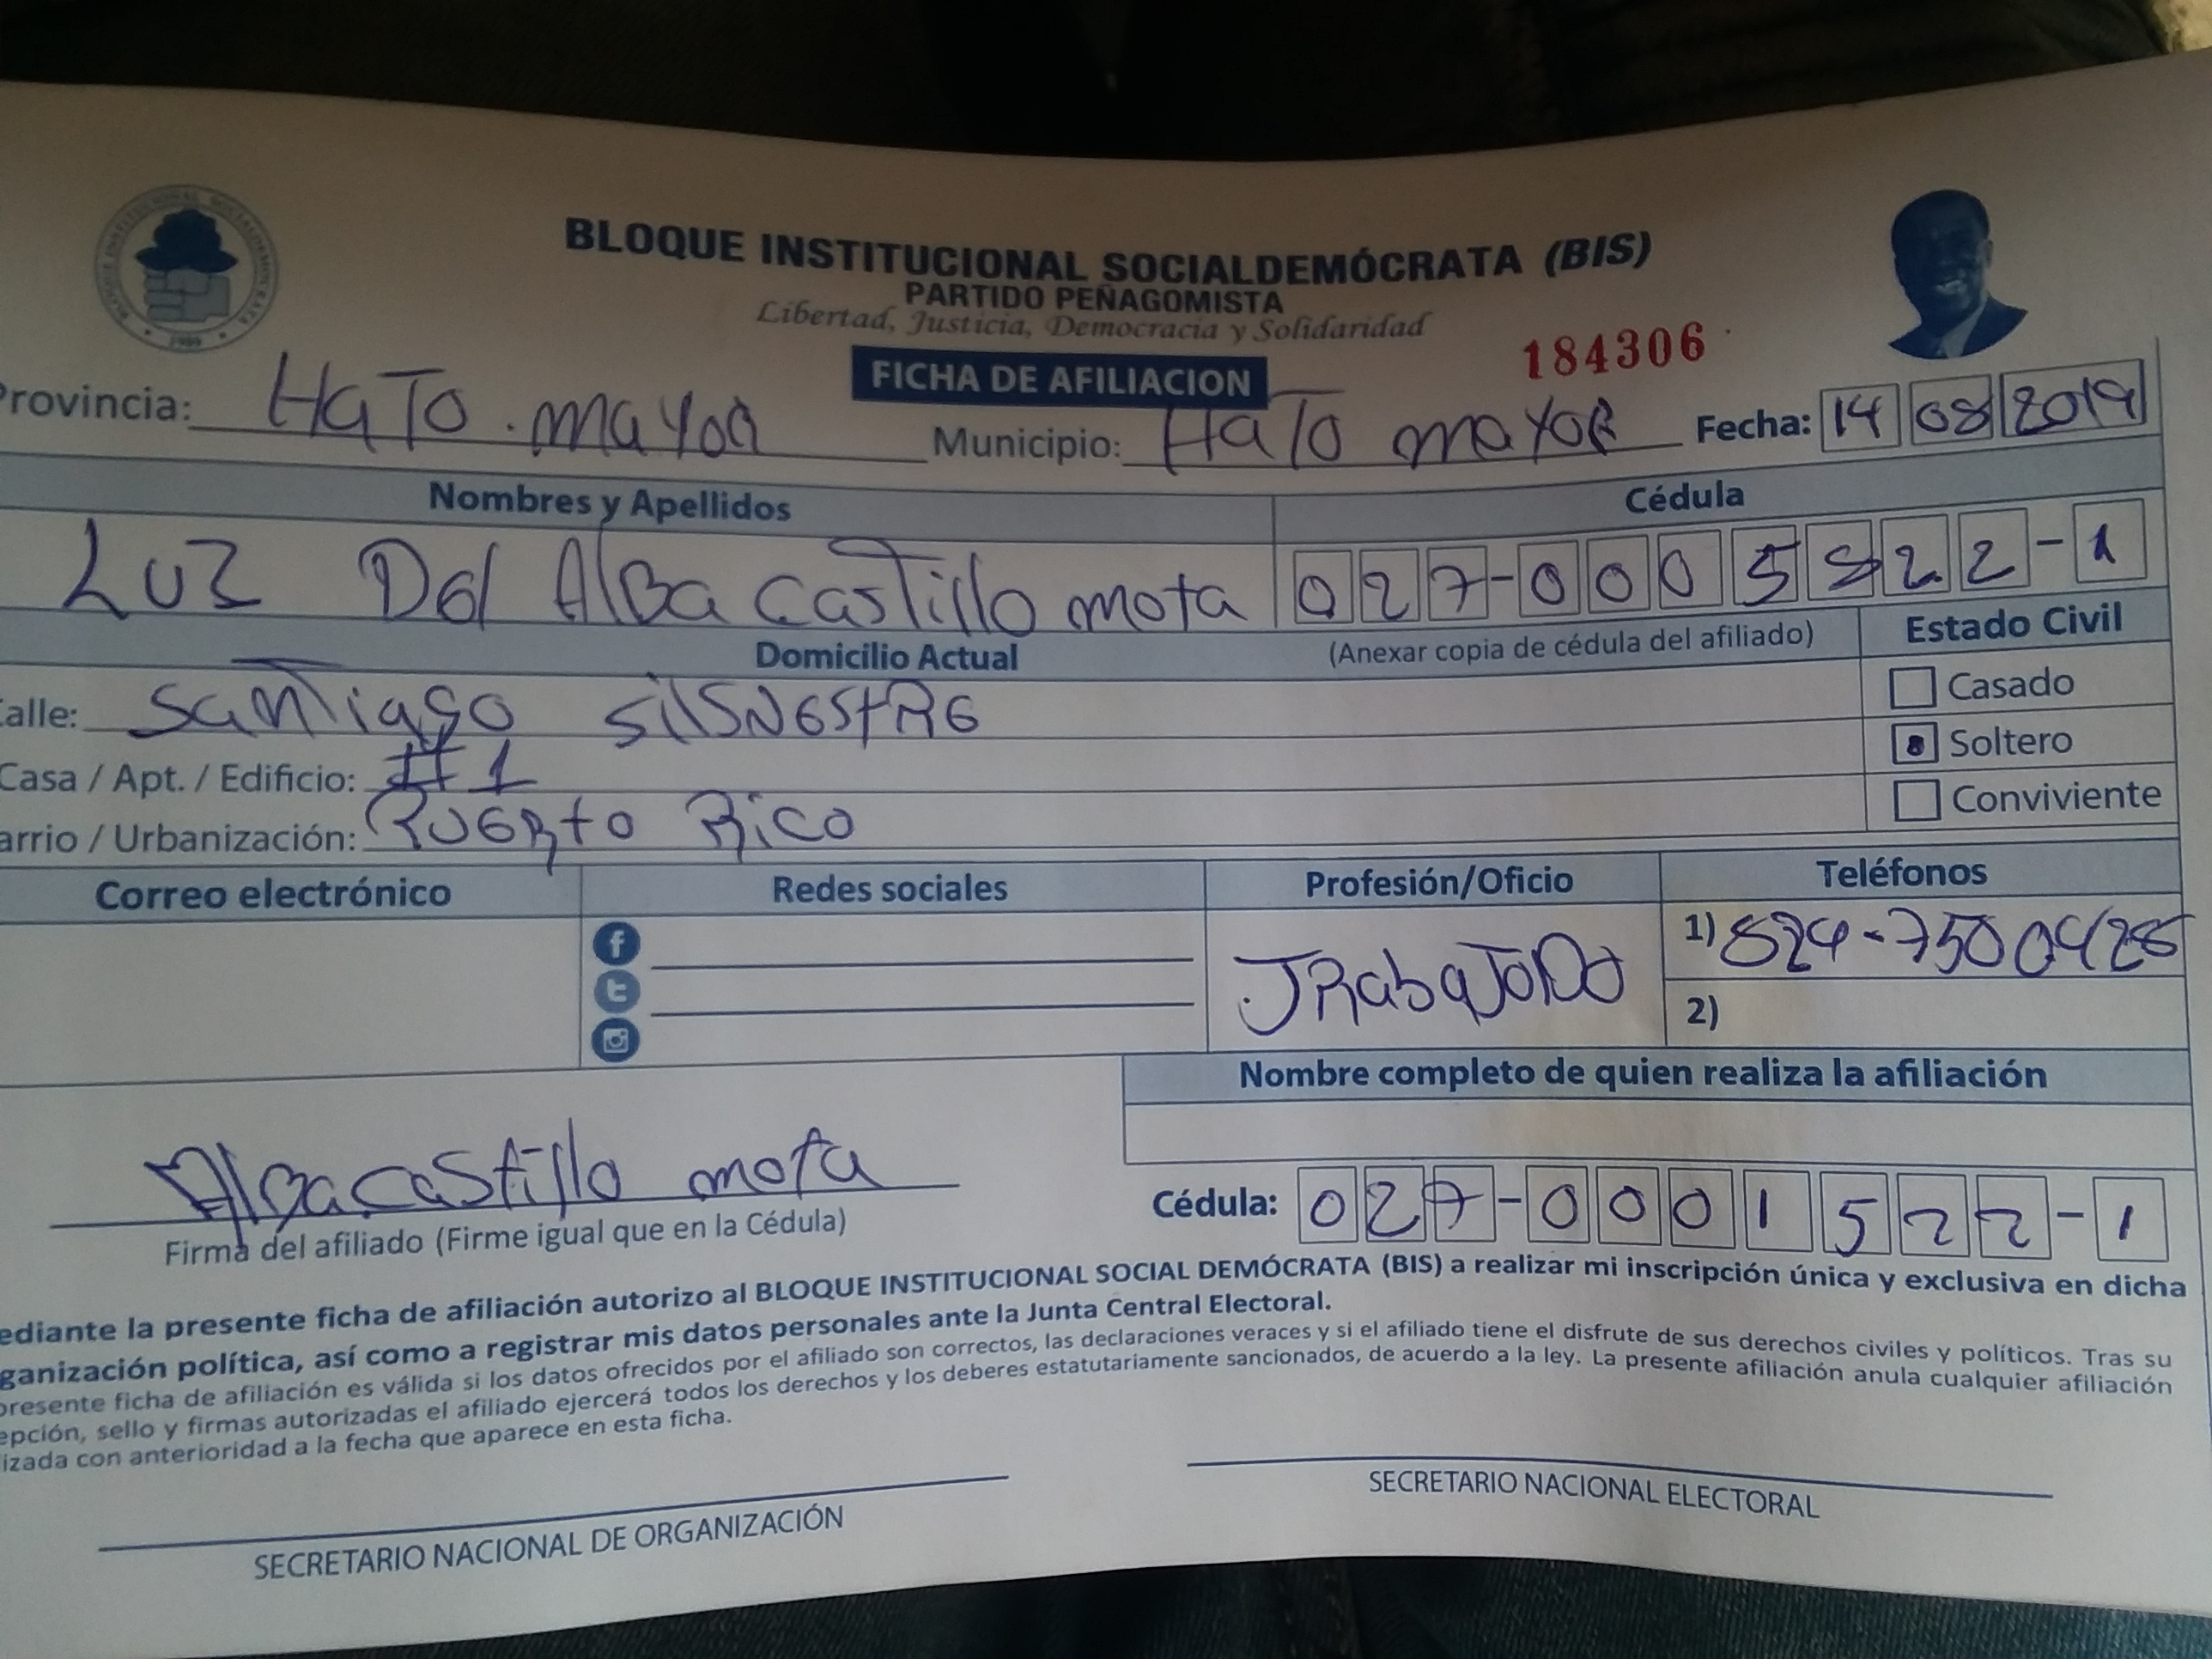 BLOQUE INSTITUCIONAL SOCIALDEMOCRATA 1989
BLOQUE INSTITUCIONAL SOCIALDEMÓCRATA (BIS)
PARTIDO PEÑAGOMISTA
Libertad, Justicia, Democracia y Solidaridad
184306
FICHA DE AFILIACION
Provincia: HaTo. mayoR Municipio: HaTo mayoR Fecha: 14 08 2019
Nombres y Apellidos Cédula
Luz Del Alba Castillo mota 027-0005822-1
Domicilio Actual (Anexar copia de cédula del afiliado) Estado Civil
Calle: Santiago
Casado
Soltero
Casa / Apt. / Edificio: #1
Conviviente
arrio / Urbanización: Puerto Rico
Correo electrónico Redes sociales Profesión/Oficio Teléfonos
TRabaJoDo
1) 829-7500428
2)
Nombre completo de quien realiza la afiliación
Alba Castillo mota
Firma del afiliado (Firme igual que en la Cédula)
Cédula: 027-0001522-1
ediante la presente ficha de afiliación autorizo al BLOQUE INSTITUCIONAL SOCIAL DEMÓCRATA (BIS) a realizar mi inscripción única y exclusiva en dicha
ganización política, así como a registrar mis datos personales ante la Junta Central Electoral.
presente ficha de afiliación es válida si los datos ofrecidos por el afiliado son correctos, las declaraciones veraces y si el afiliado tiene el disfrute de sus derechos civiles y políticos. Tras su
epción, sello y firmas autorizadas el afiliado ejercerá todos los derechos y los deberes estatutariamente sancionados, de acuerdo a la ley. La presente afiliación anula cualquier afiliación
lizada con anterioridad a la fecha que aparece en esta ficha.
SECRETARIO NACIONAL DE ORGANIZACIÓN
SECRETARIO NACIONAL ELECTORAL